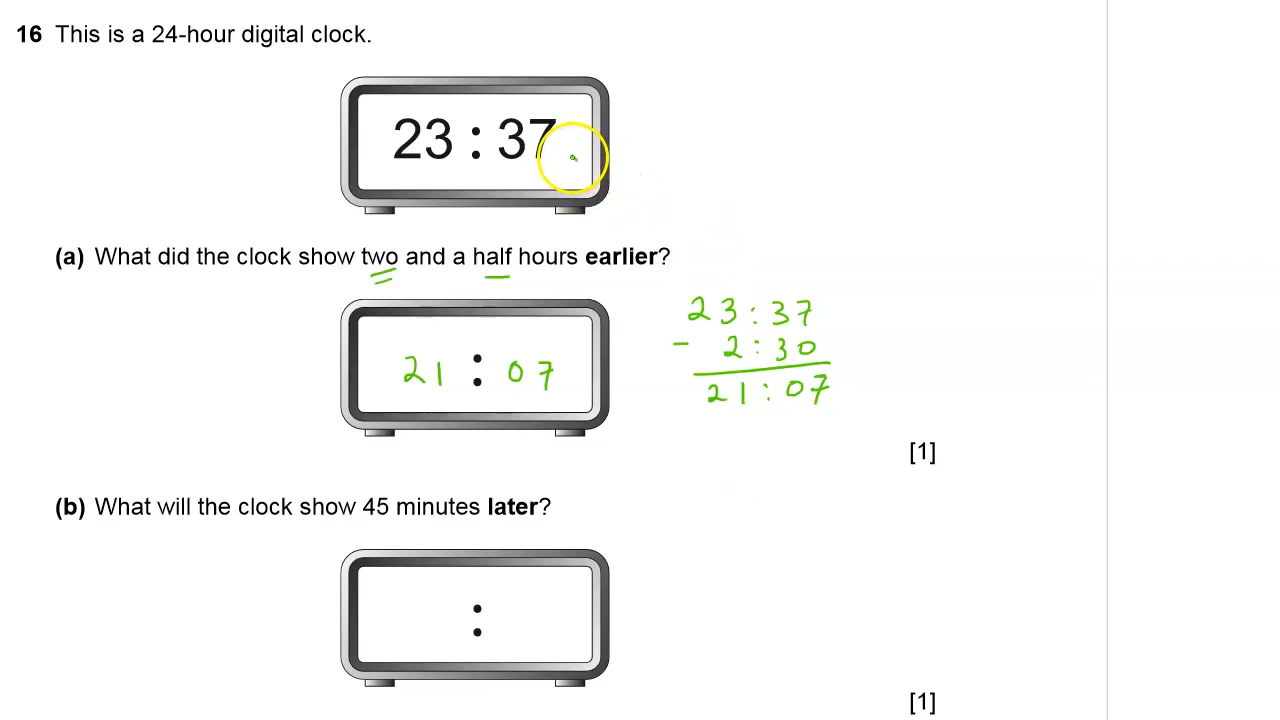 16 This is a 24-hour digital clock.
23 : 37
(a) What did the clock show two and a half hours earlier?
23 : 37
- 2 : 30
21 : 07
21 : 07
[1]
(b) What will the clock show 45 minutes later?
:
[1]